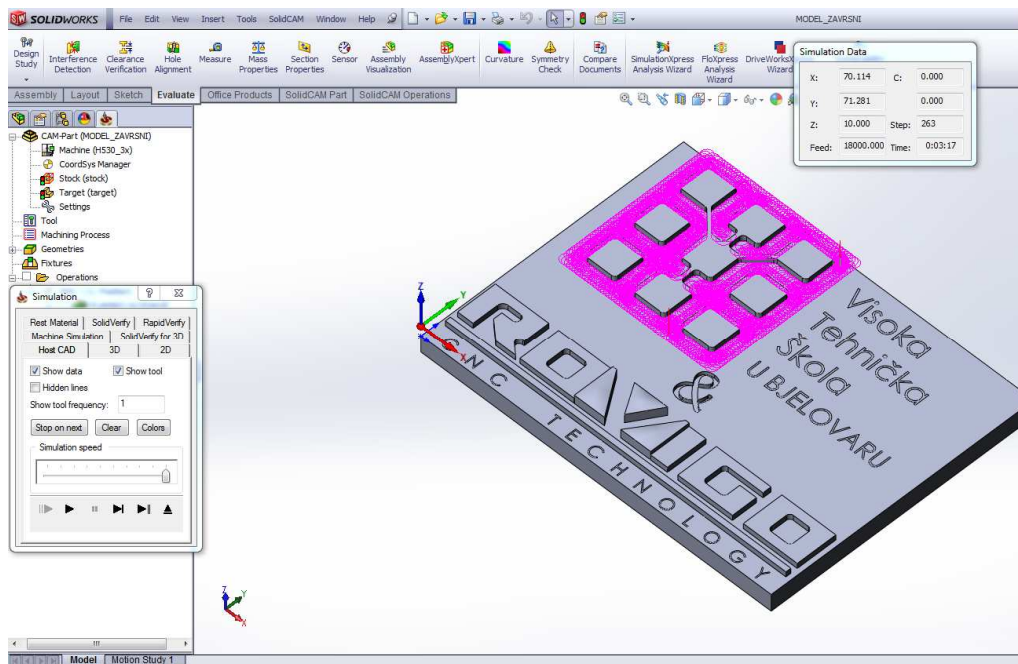 SW SOLIDWORKS File Edit View Insert Tools SolidCAM Window Help MODEL_ZAVRSNI
Design Study
Interference Detection
Clearance Verification
Hole Alignment
Measure
Mass Properties
Section Properties
Sensor
Assembly Visualization
AssemblyXpert
Curvature
Symmetry Check
Compare Documents
SimulationXpress Analysis Wizard
FloXpress Analysis Wizard
Assembly Layout Sketch Evaluate Office Products SolidCAM Part SolidCAM Operations
Simulation Data
X: 70.114 C: 0.000
Y: 71.281 0.000
Z: 10.000 Step: 263
Feed: 18000.000 Time: 0:03:17
CAM-Part (MODEL_ZAVRSNI)
Machine (H530_3x)
CoordSys Manager
Stock (stock)
Target (target)
Settings
Tool
Machining Process
Geometries
Fixtures
Operations
Simulation
Rest Material SolidVerify RapidVerify
Machine Simulation SolidVerify for 3D
Host CAD 3D 2D
Show data Show tool
Hidden lines
Show tool frequency: 1
Stop on next Clear Colors
Simulation speed
Z Y X
ROVICO
CNC TECHNOLOGY
&
Visoka
Tehnička
Škola
U BJELOVARU
Z Y X
Model Motion Study 1